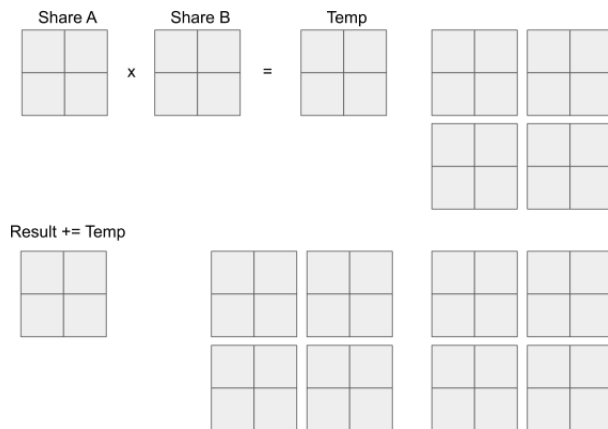 Share A
Share B
Temp
x
=
Result += Temp